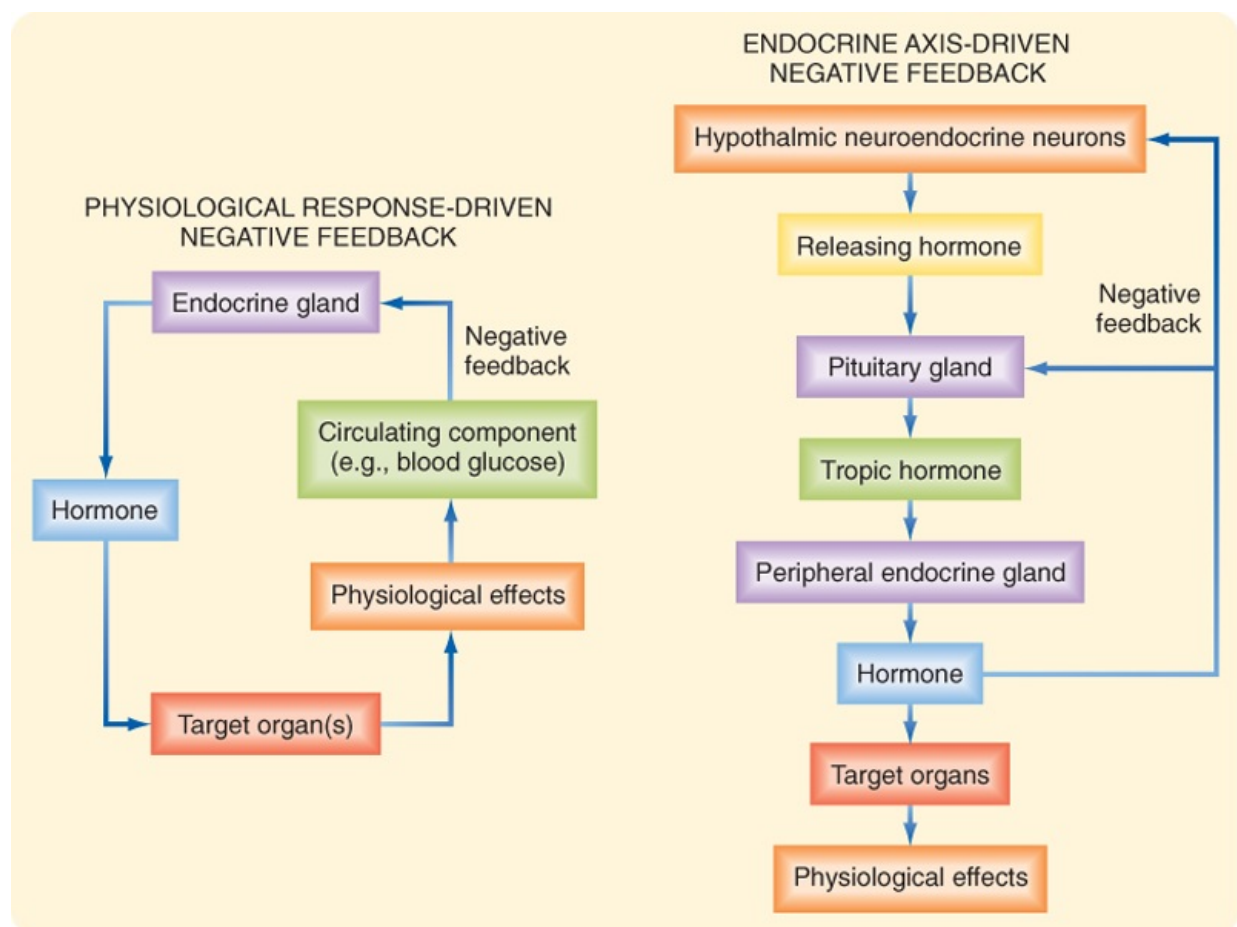 PHYSIOLOGICAL RESPONSE-DRIVEN
NEGATIVE FEEDBACK
Endocrine gland
Negative
feedback
Circulating component
(e.g., blood glucose)
Hormone
Physiological effects
Target organ(s)
ENDOCRINE AXIS-DRIVEN
NEGATIVE FEEDBACK
Hypothalmic neuroendocrine neurons
Releasing hormone
Negative
feedback
Pituitary gland
Tropic hormone
Peripheral endocrine gland
Hormone
Target organs
Physiological effects